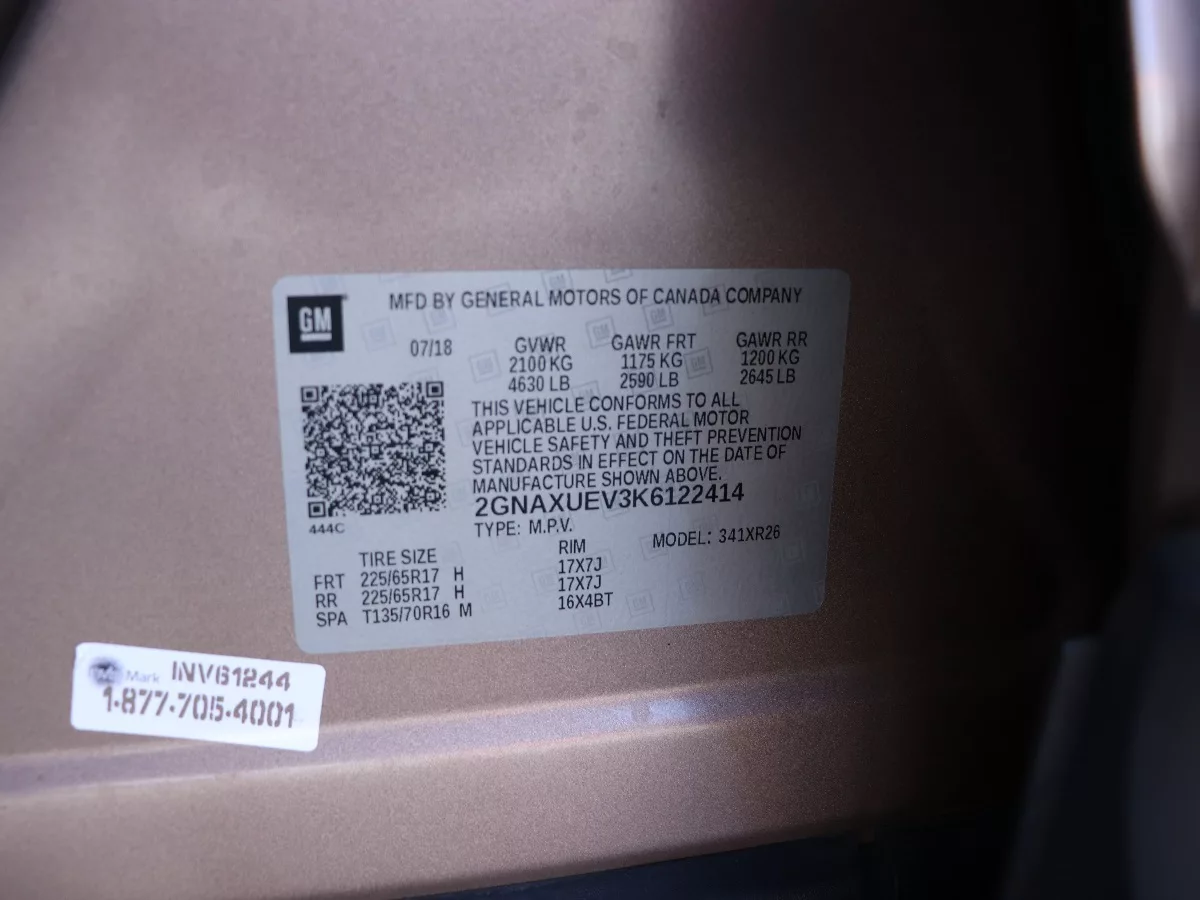 GM
MFD BY GENERAL MOTORS OF CANADA COMPANY
07/18
GVWR GAWR FRT GAWR RR
2100 KG 1175 KG 1200 KG
4630 LB 2590 LB 2645 LB
THIS VEHICLE CONFORMS TO ALL
APPLICABLE U.S. FEDERAL MOTOR
VEHICLE SAFETY AND THEFT PREVENTION
STANDARDS IN EFFECT ON THE DATE OF
MANUFACTURE SHOWN ABOVE.
2GNAXUEV3K6122414
444C
TYPE: M.P.V. MODEL: 341XR26
TIRE SIZE RIM
FRT 225/65R17 H 17X7J
RR 225/65R17 H 17X7J
SPA T135/70R16 M 16X4BT
M Mark INV61244
1-877-705-4001